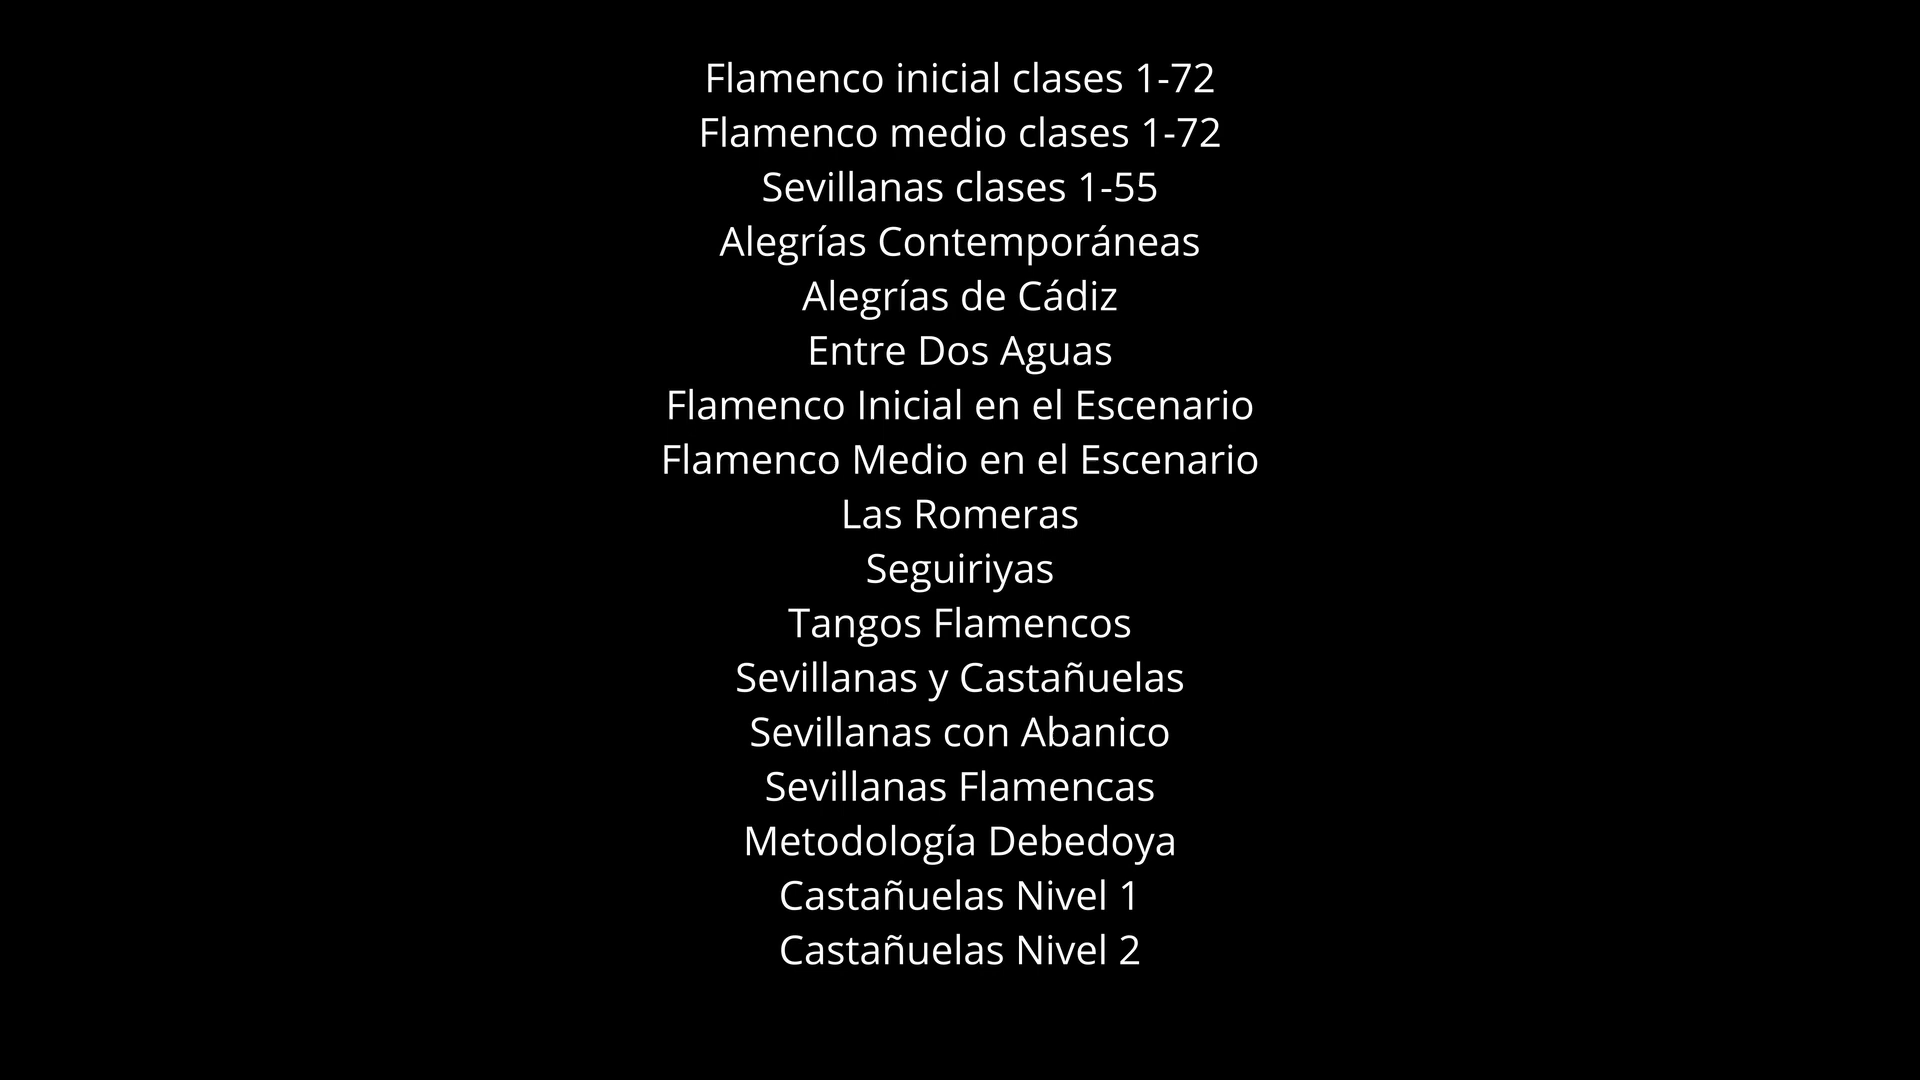 Flamenco inicial clases 1-72
Flamenco medio clases 1-72
Sevillanas clases 1-55
Alegrías Contemporáneas
Alegrías de Cádiz
Entre Dos Aguas
Flamenco Inicial en el Escenario
Flamenco Medio en el Escenario
Las Romeras
Seguiriyas
Tangos Flamencos
Sevillanas y Castañuelas
Sevillanas con Abanico
Sevillanas Flamencas
Metodología Debedoya
Castañuelas Nivel 1
Castañuelas Nivel 2